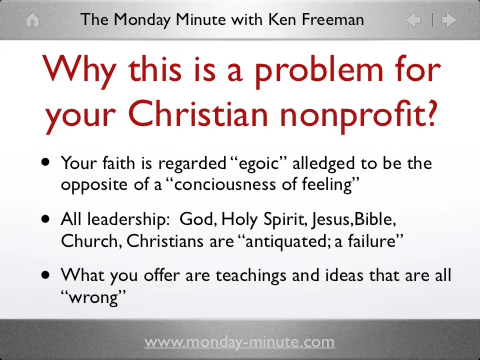 The Monday Minute with Ken Freeman
Why this is a problem for
your Christian nonprofit?
• Your faith is regarded “egoic” alledged to be the
opposite of a “conciousness of feeling”
• All leadership: God, Holy Spirit, Jesus,Bible,
Church, Christians are “antiquated; a failure”
• What you offer are teachings and ideas that are all
“wrong”
www.monday-minute.com